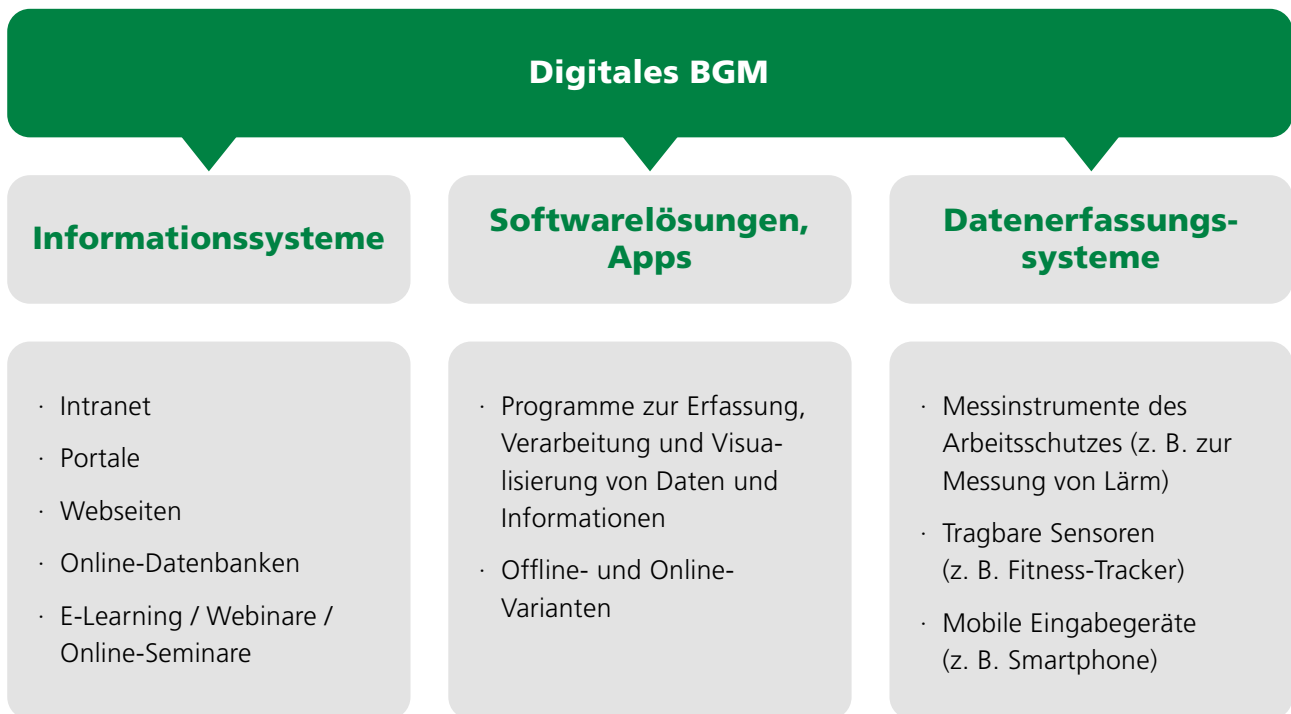 Digitales BGM
Informationssysteme
Softwarelösungen,
Apps
Datenerfassungs-
systeme
· Intranet
· Portale
· Webseiten
· Online-Datenbanken
· E-Learning / Webinare /
Online-Seminare
· Programme zur Erfassung,
Verarbeitung und Visua-
lisierung von Daten und
Informationen
· Offline- und Online-
Varianten
· Messinstrumente des
Arbeitsschutzes (z. B. zur
Messung von Lärm)
· Tragbare Sensoren
(z. B. Fitness-Tracker)
· Mobile Eingabegeräte
(z. B. Smartphone)